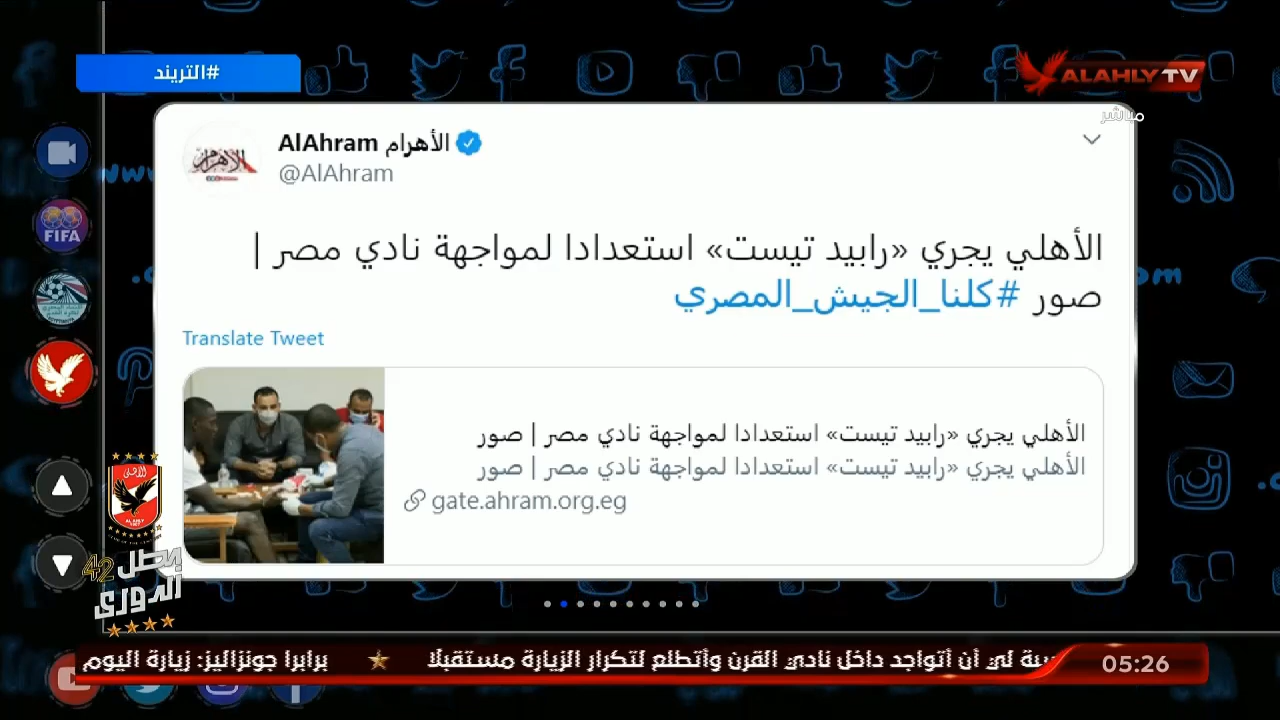 #التريند
ALAHLY TV
مباشر
AlAhram الأهرام
@AlAhram
الأهلي يجري «رابيد تيست» استعدادا لمواجهة نادي مصر |
صور #كلنا_الجيش_المصري
Translate Tweet
الأهلي يجري «رابيد تيست» استعدادا لمواجهة نادي مصر | صور
الأهلي يجري «رابيد تيست» استعدادا لمواجهة نادي مصر | صور
gate.ahram.org.eg
FIFA
بطل الدورى
42
لي أن أتواجد داخل نادي القرن وأتطلع لتكرار الزيارة مستقبلًا
برابرا جونزاليز: زيارة اليوم
05:26